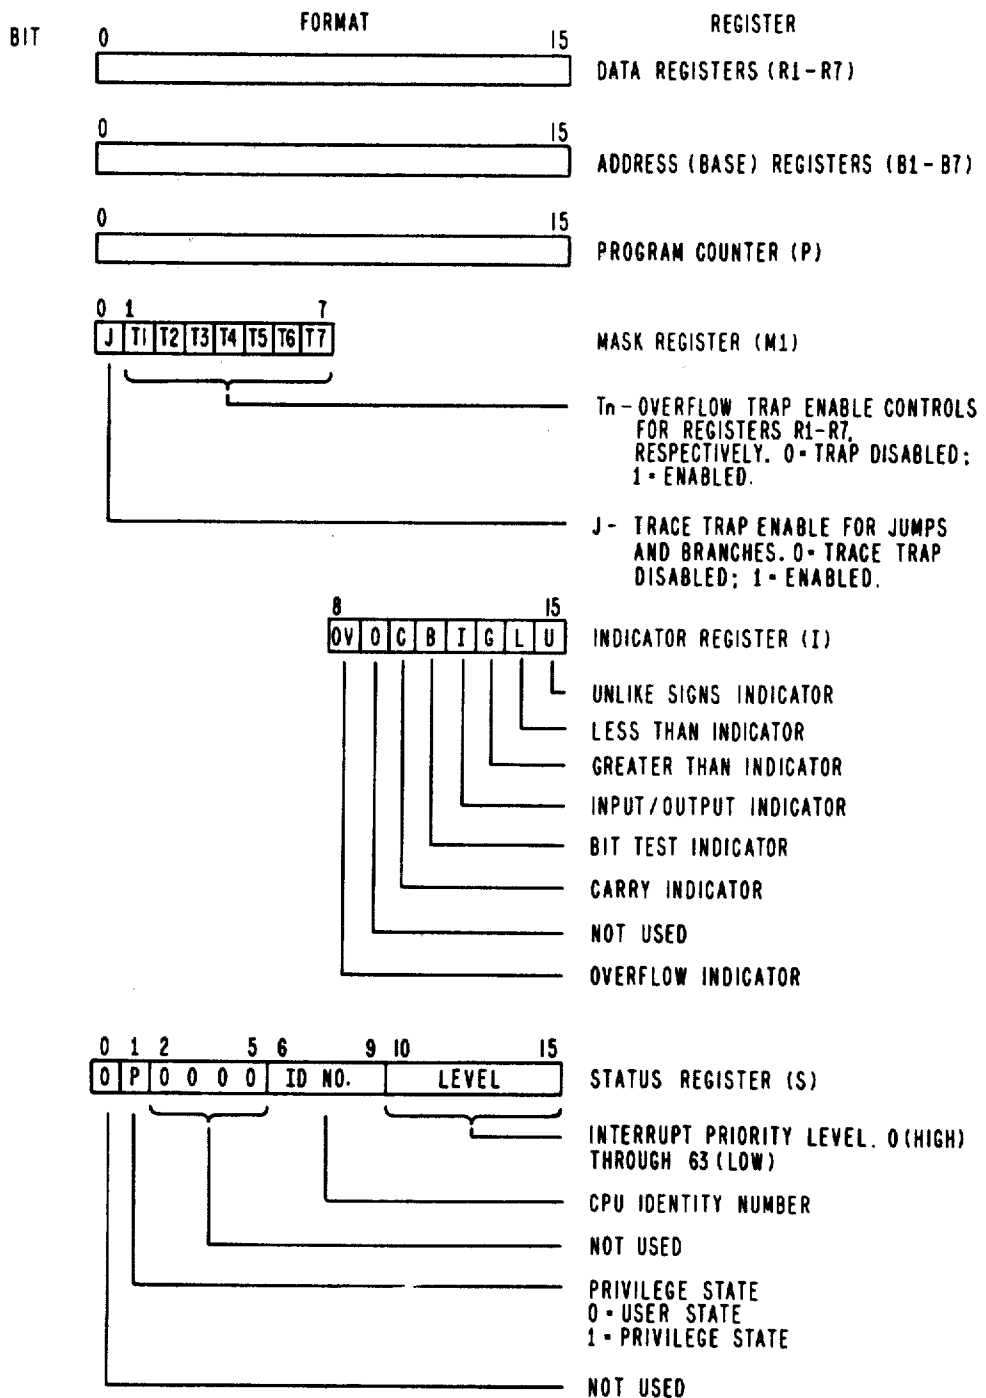 BIT FORMAT REGISTER
0 15
DATA REGISTERS (R1-R7)
0 15
ADDRESS (BASE) REGISTERS (B1-B7)
0 15
PROGRAM COUNTER (P)
0 1 7
J T1 T2 T3 T4 T5 T6 T7 MASK REGISTER (M1)
Tn - OVERFLOW TRAP ENABLE CONTROLS
FOR REGISTERS R1-R7,
RESPECTIVELY. 0 = TRAP DISABLED;
1 = ENABLED.
J - TRACE TRAP ENABLE FOR JUMPS
AND BRANCHES. 0 = TRACE TRAP
DISABLED; 1 = ENABLED.
8 15
OV 0 C B I G L U INDICATOR REGISTER (I)
UNLIKE SIGNS INDICATOR
LESS THAN INDICATOR
GREATER THAN INDICATOR
INPUT/OUTPUT INDICATOR
BIT TEST INDICATOR
CARRY INDICATOR
NOT USED
OVERFLOW INDICATOR
0 1 2 5 6 9 10 15
0 P 0 0 0 0 ID NO. LEVEL STATUS REGISTER (S)
INTERRUPT PRIORITY LEVEL. 0 (HIGH)
THROUGH 63 (LOW)
CPU IDENTITY NUMBER
NOT USED
PRIVILEGE STATE
0 = USER STATE
1 = PRIVILEGE STATE
NOT USED